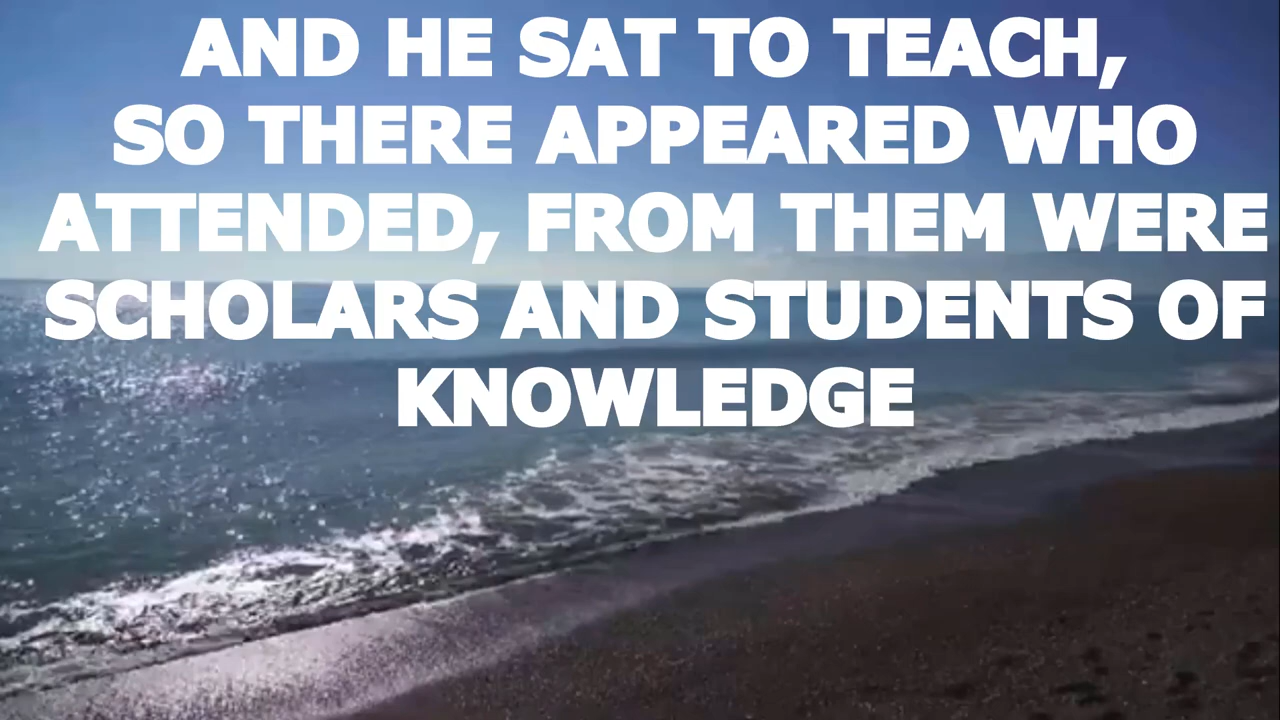 AND HE SAT TO TEACH,
SO THERE APPEARED WHO
ATTENDED, FROM THEM WERE
SCHOLARS AND STUDENTS OF
KNOWLEDGE